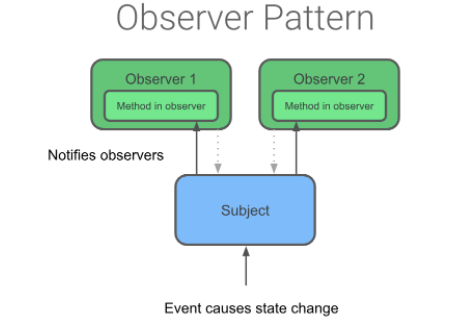 Observer Pattern
Observer 1
Method in observer
Observer 2
Method in observer
Notifies observers
Subject
Event causes state change